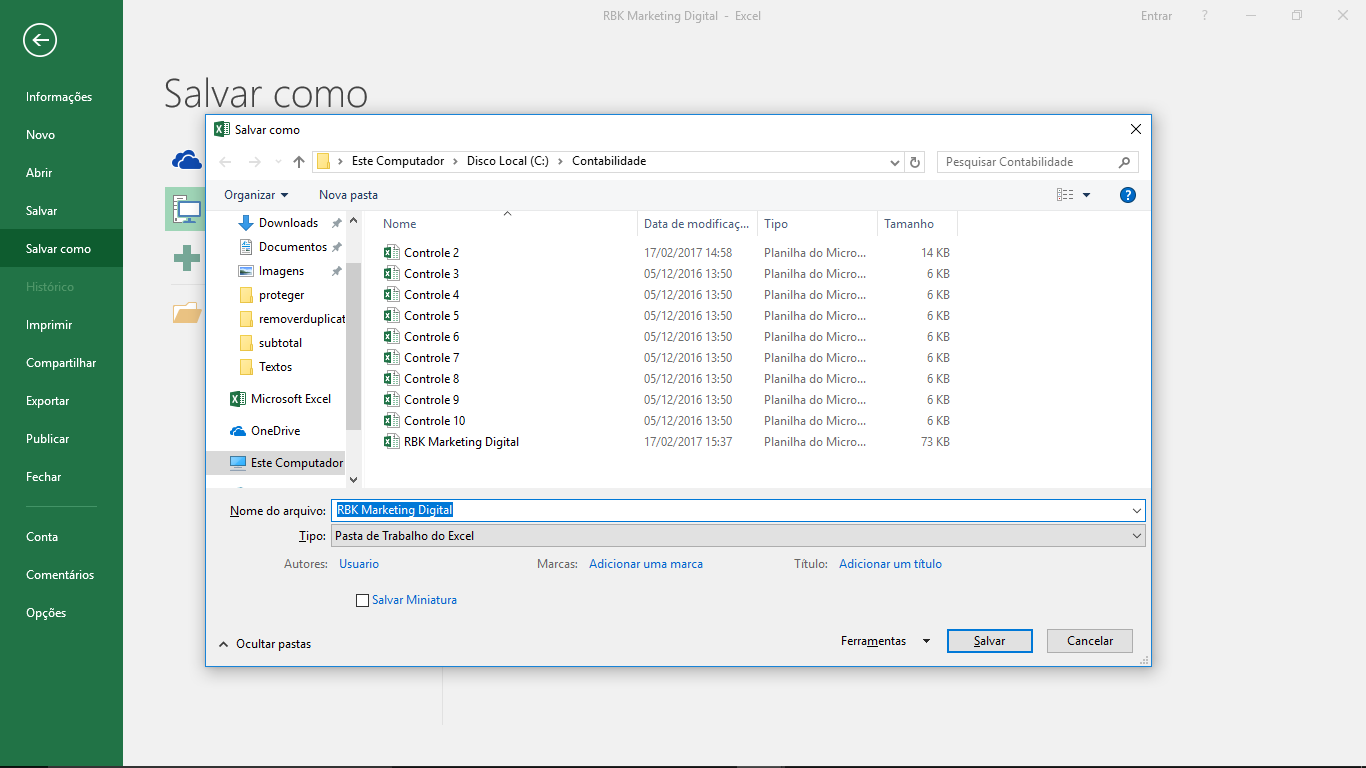 RBK Marketing Digital - Excel
Entrar ?
Informações
Novo
Abrir
Salvar
Salvar como
Histórico
Imprimir
Compartilhar
Exportar
Publicar
Fechar
Conta
Comentários
Opções
Salvar como
Salvar como
Este Computador > Disco Local (C:) > Contabilidade
Pesquisar Contabilidade
Organizar Nova pasta ?
Downloads
Documentos
Imagens
proteger
removerduplicat
subtotal
Textos
Microsoft Excel
OneDrive
Este Computador
Nome Data de modificaç... Tipo Tamanho
Controle 2 17/02/2017 14:58 Planilha do Micro... 14 KB
Controle 3 05/12/2016 13:50 Planilha do Micro... 6 KB
Controle 4 05/12/2016 13:50 Planilha do Micro... 6 KB
Controle 5 05/12/2016 13:50 Planilha do Micro... 6 KB
Controle 6 05/12/2016 13:50 Planilha do Micro... 6 KB
Controle 7 05/12/2016 13:50 Planilha do Micro... 6 KB
Controle 8 05/12/2016 13:50 Planilha do Micro... 6 KB
Controle 9 05/12/2016 13:50 Planilha do Micro... 6 KB
Controle 10 05/12/2016 13:50 Planilha do Micro... 6 KB
RBK Marketing Digital 17/02/2017 15:37 Planilha do Micro... 73 KB
Nome do arquivo: RBK Marketing Digital
Tipo: Pasta de Trabalho do Excel
Autores: Usuario Marcas: Adicionar uma marca Título: Adicionar um título
Salvar Miniatura
Ocultar pastas Ferramentas Salvar Cancelar